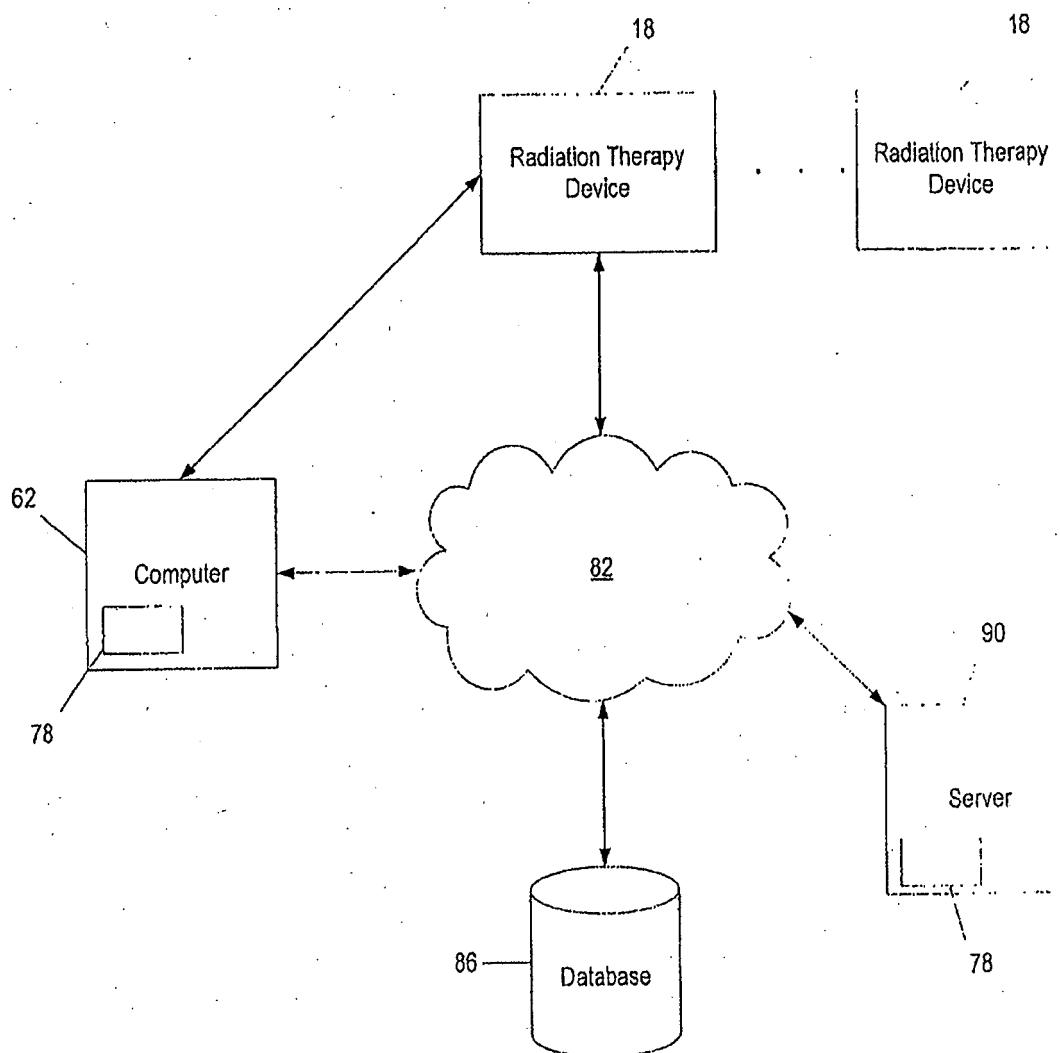 18
18
Radiation Therapy
Device
Radiation Therapy
Device
62
Computer
82
78
90
Server
78
86
Database